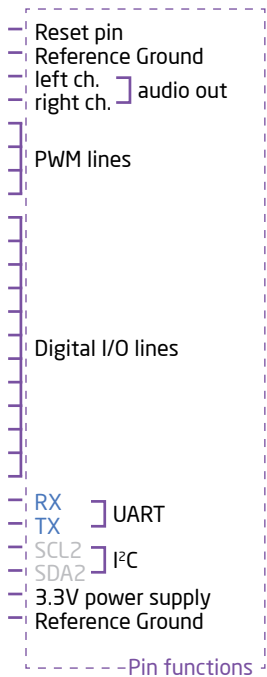 Reset pin
Reference Ground
left ch.
right ch.
audio out
PWM lines
Digital I/O lines
RX
TX
UART
SCL2
SDA2
I²C
3.3V power supply
Reference Ground
Pin functions